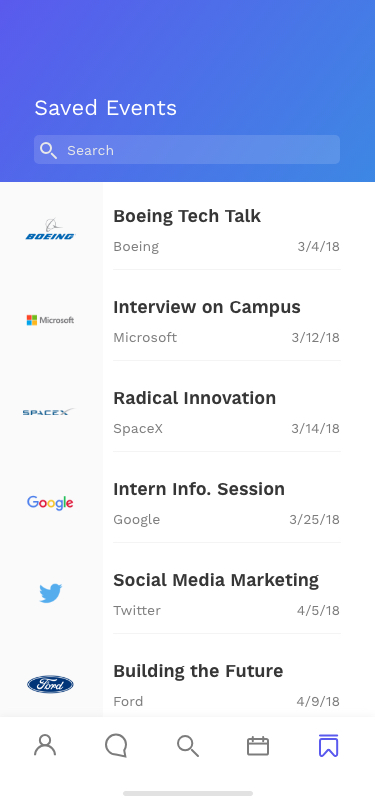 Saved Events
Search
BOEING
Boeing Tech Talk
Boeing 3/4/18
Microsoft
Interview on Campus
Microsoft 3/12/18
SPACEX
Radical Innovation
SpaceX 3/14/18
Google
Intern Info. Session
Google 3/25/18
Social Media Marketing
Twitter 4/5/18
Ford
Building the Future
Ford 4/9/18